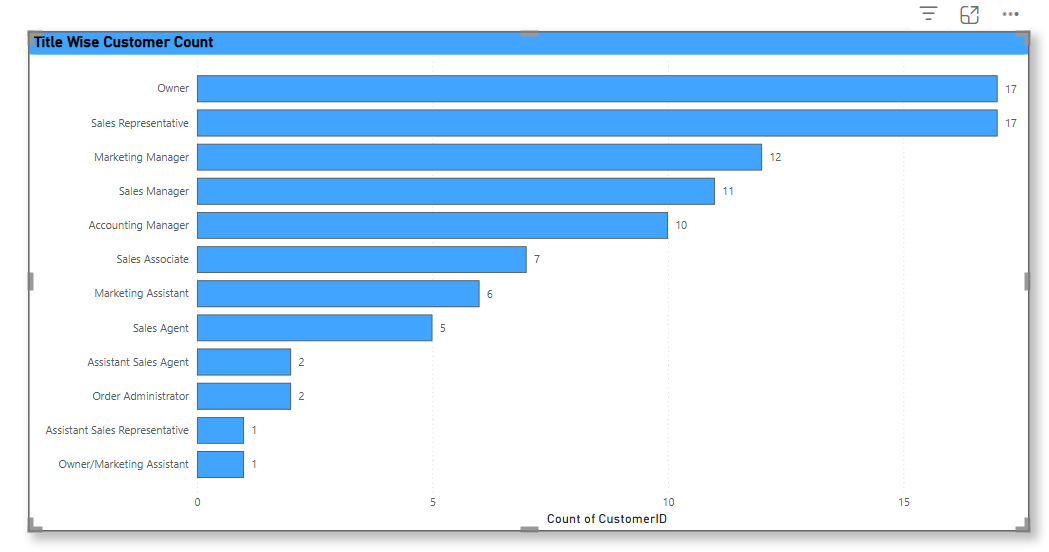 Title Wise Customer Count
Owner 17
Sales Representative 17
Marketing Manager 12
Sales Manager 11
Accounting Manager 10
Sales Associate 7
Marketing Assistant 6
Sales Agent 5
Assistant Sales Agent 2
Order Administrator 2
Assistant Sales Representative 1
Owner/Marketing Assistant 1
0 5 10 15
Count of CustomerID